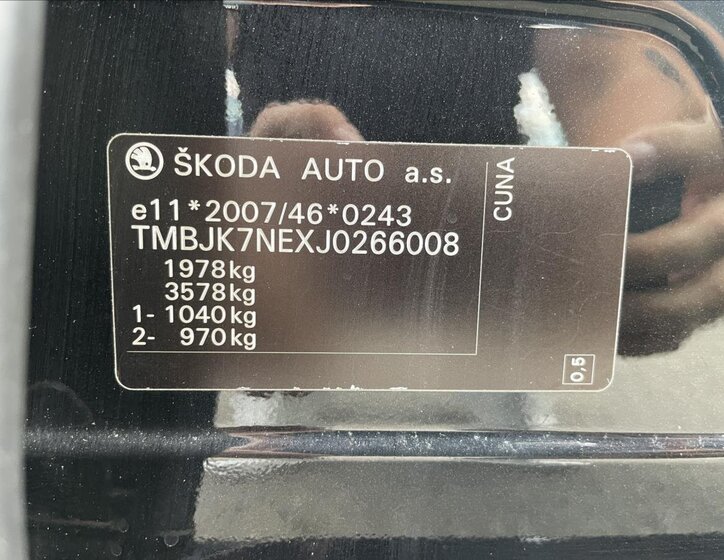 ŠKODA AUTO a.s.
e11*2007/46*0243
TMBJK7NEXJ0266008
1978kg
3578kg
1- 1040kg
2- 970kg
CUNA
0,5